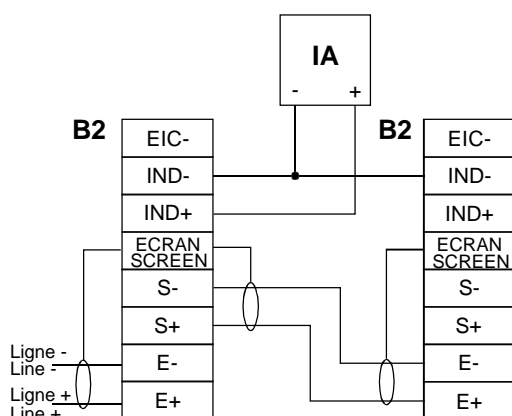 IA
- +
B2
EIC-
IND-
IND+
ECRAN
SCREEN
S-
S+
E-
E+
Ligne -
Line -
Ligne +
Line +
B2
EIC-
IND-
IND+
ECRAN
SCREEN
S-
S+
E-
E+